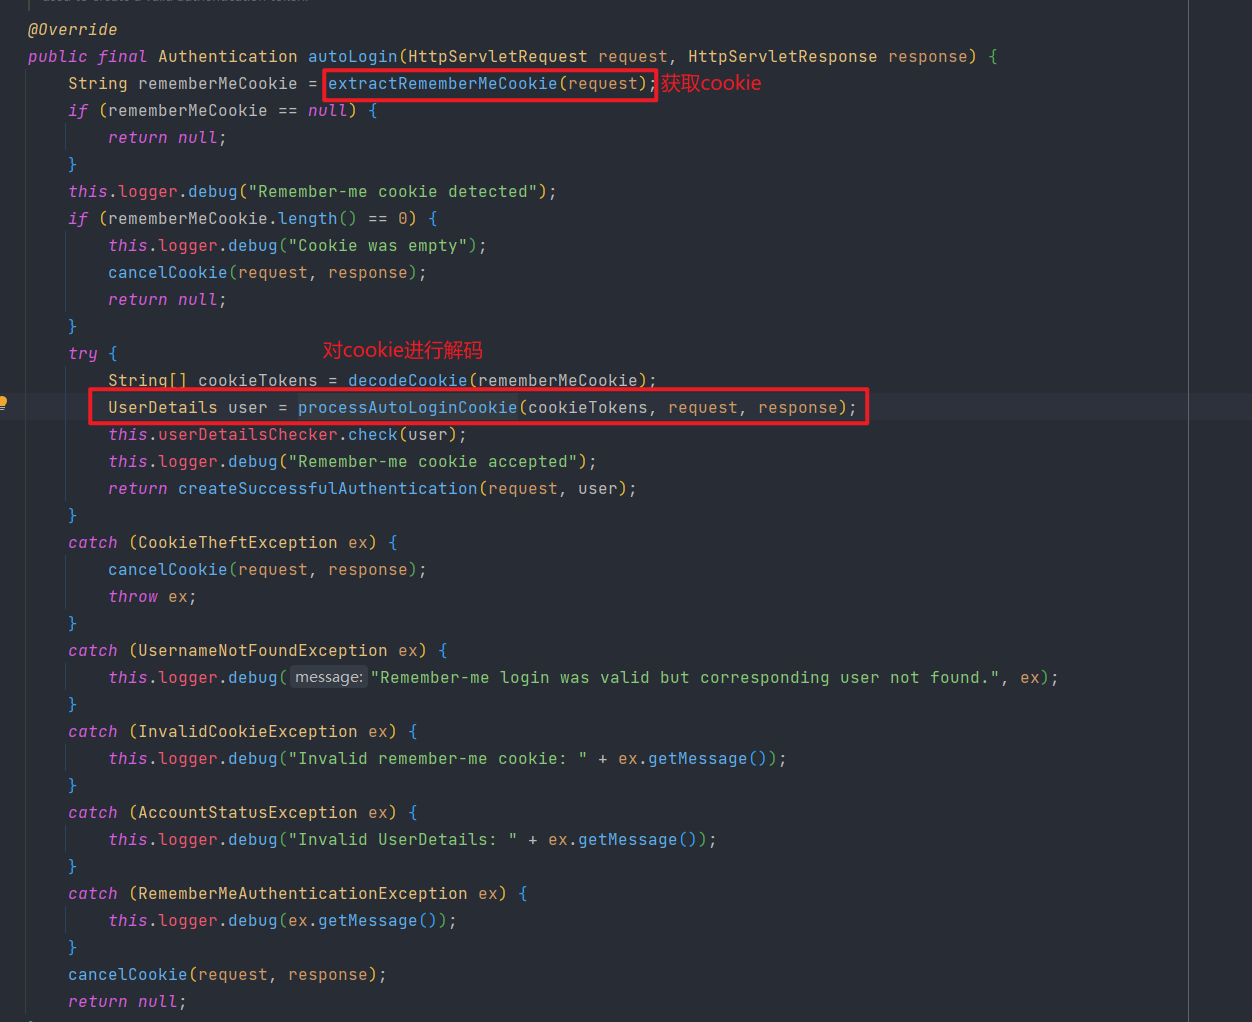 @Override
public final Authentication autoLogin(HttpServletRequest request, HttpServletResponse response) {
String rememberMeCookie = extractRememberMeCookie(request); 获取cookie
if (rememberMeCookie == null) {
return null;
}
this.logger.debug("Remember-me cookie detected");
if (rememberMeCookie.length() == 0) {
this.logger.debug("Cookie was empty");
cancelCookie(request, response);
return null;
}
对cookie进行解码
try {
String[] cookieTokens = decodeCookie(rememberMeCookie);
UserDetails user = processAutoLoginCookie(cookieTokens, request, response);
this.userDetailsChecker.check(user);
this.logger.debug("Remember-me cookie accepted");
return createSuccessfulAuthentication(request, user);
}
catch (CookieTheftException ex) {
cancelCookie(request, response);
throw ex;
}
catch (UsernameNotFoundException ex) {
this.logger.debug( message: "Remember-me login was valid but corresponding user not found.", ex);
}
catch (InvalidCookieException ex) {
this.logger.debug("Invalid remember-me cookie: " + ex.getMessage());
}
catch (AccountStatusException ex) {
this.logger.debug("Invalid UserDetails: " + ex.getMessage());
}
catch (RememberMeAuthenticationException ex) {
this.logger.debug(ex.getMessage());
}
cancelCookie(request, response);
return null;